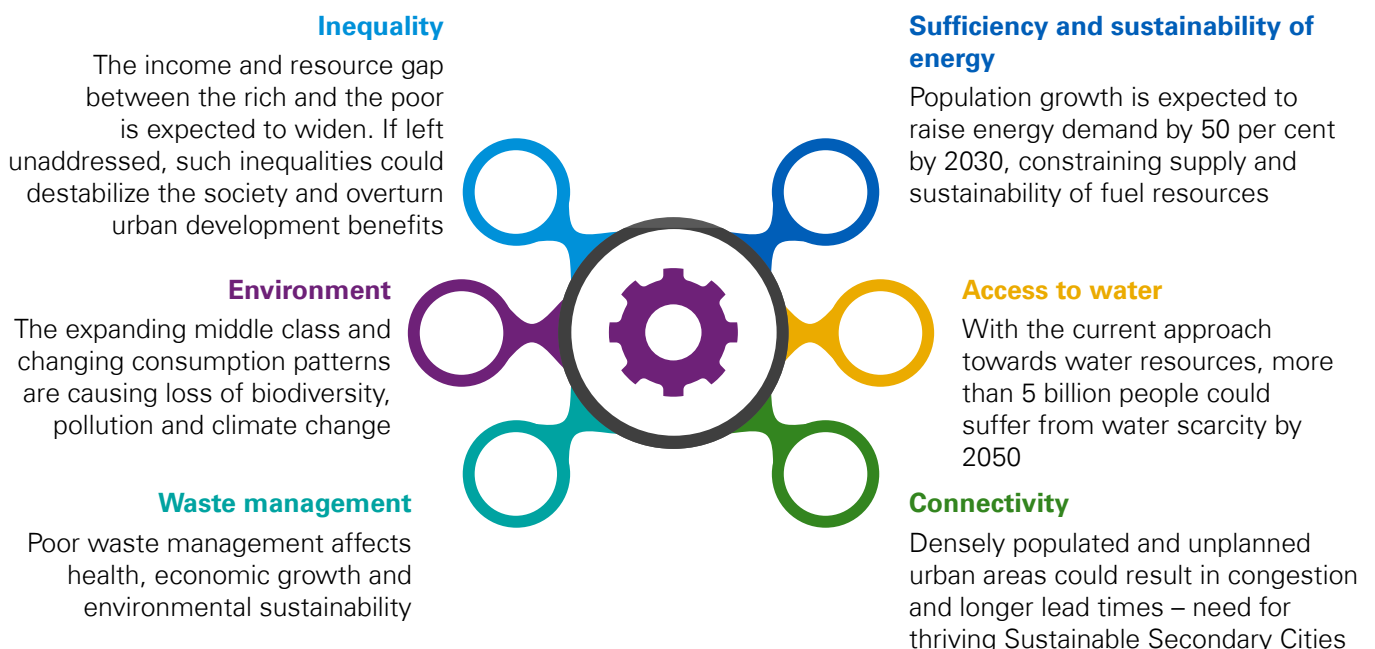 Inequality
The income and resource gap
between the rich and the poor
is expected to widen. If left
unaddressed, such inequalities could
destabilize the society and overturn
urban development benefits
Environment
The expanding middle class and
changing consumption patterns
are causing loss of biodiversity,
pollution and climate change
Waste management
Poor waste management affects
health, economic growth and
environmental sustainability
Sufficiency and sustainability of
energy
Population growth is expected to
raise energy demand by 50 per cent
by 2030, constraining supply and
sustainability of fuel resources
Access to water
With the current approach
towards water resources, more
than 5 billion people could
suffer from water scarcity by
2050
Connectivity
Densely populated and unplanned
urban areas could result in congestion
and longer lead times – need for
thriving Sustainable Secondary Cities